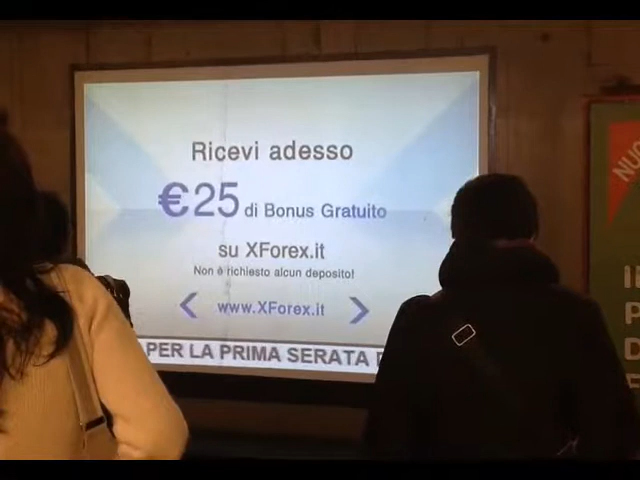 Ricevi adesso
€25 di Bonus Gratuito
su XForex.it
Non è richiesto alcun deposito!
www.XForex.it
PER LA PRIMA SERATA